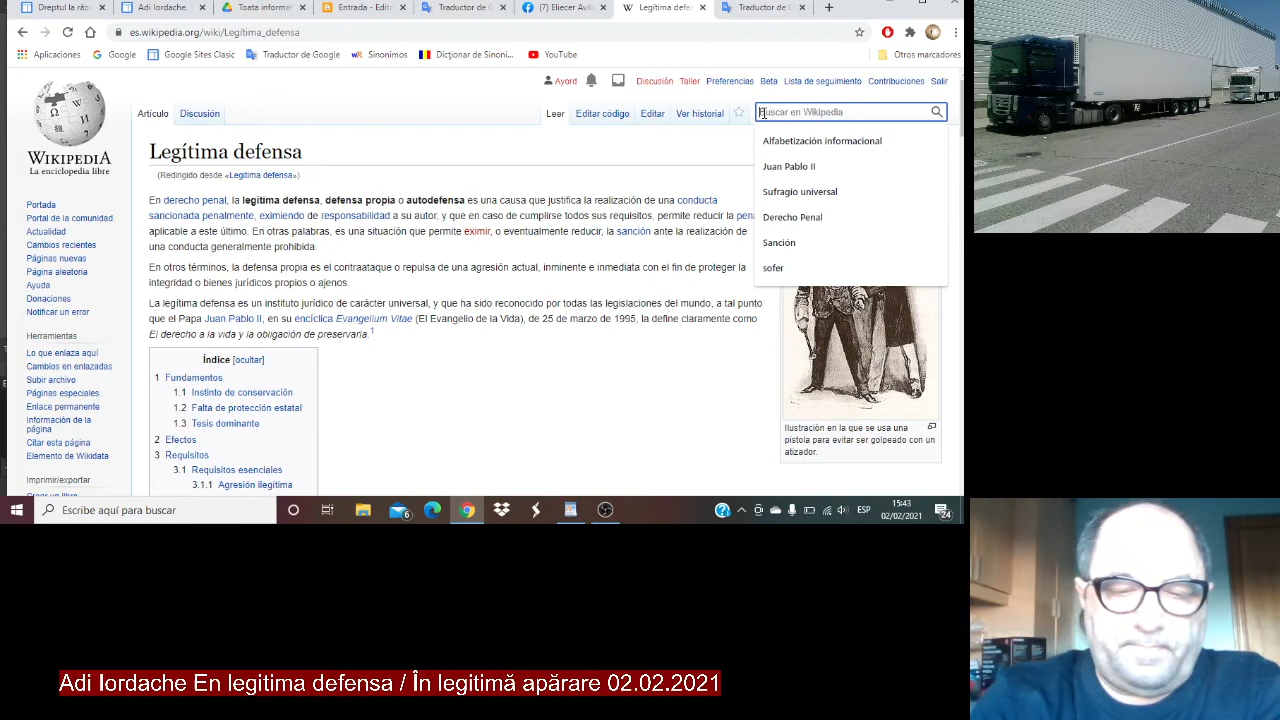 Dreptul la răz
Adi Iordache.
Toata informat
Entrada - Edita
Traductor de G
(7) Eliecer Avila
Legítima defen
Traductor de G
es.wikipedia.org/wiki/Legítima_defensa
Aplicaciones
Google
Google Sites Clasic
Traductor de Google
Sinonimos
Dicționar de Sinoni...
YouTube
Otros marcadores
Ayord
Discusión
Taller
Preferencias
Beta
Lista de seguimiento
Contribuciones
Salir
WIKIPEDIA
La enciclopedia libre
Artículo
Discusión
Leer
Editar código
Editar
Ver historial
Buscar en Wikipedia
Alfabetización informacional
Juan Pablo II
Sufragio universal
Derecho Penal
Sanción
sofer
Legítima defensa
(Redirigido desde «Legitima defensa»)
En derecho penal, la legítima defensa, defensa propia o autodefensa es una causa que justifica la realización de una conducta
sancionada penalmente, eximiendo de responsabilidad a su autor, y que en caso de cumplirse todos sus requisitos, permite reducir la pena
aplicable a este último. En otras palabras, es una situación que permite eximir, o eventualmente reducir, la sanción ante la realización de
una conducta generalmente prohibida.
En otros términos, la defensa propia es el contraataque o repulsa de una agresión actual, inminente e inmediata con el fin de proteger la
integridad o bienes jurídicos propios o ajenos.
La legítima defensa es un instituto jurídico de carácter universal, y que ha sido reconocido por todas las legislaciones del mundo, a tal punto
que el Papa Juan Pablo II, en su encíclica Evangelium Vitae (El Evangelio de la Vida), de 25 de marzo de 1995, la define claramente como
El derecho a la vida y la obligación de preservarla.1
Índice [ocultar]
1 Fundamentos
1.1 Instinto de conservación
1.2 Falta de protección estatal
1.3 Tesis dominante
2 Efectos
3 Requisitos
3.1 Requisitos esenciales
3.1.1 Agresión ilegítima
Ilustración en la que se usa una
pistola para evitar ser golpeado con un
atizador.
Portada
Portal de la comunidad
Actualidad
Cambios recientes
Páginas nuevas
Página aleatoria
Ayuda
Donaciones
Notificar un error
Herramientas
Lo que enlaza aquí
Cambios en enlazadas
Subir archivo
Páginas especiales
Enlace permanente
Información de la
página
Citar esta página
Elemento de Wikidata
Imprimir/exportar
Crear un libro
Escribe aquí para buscar
6
ESP
15:43
02/02/2021
24
Adi Iordache En legitima defensa / În legitimă apărare 02.02.2021